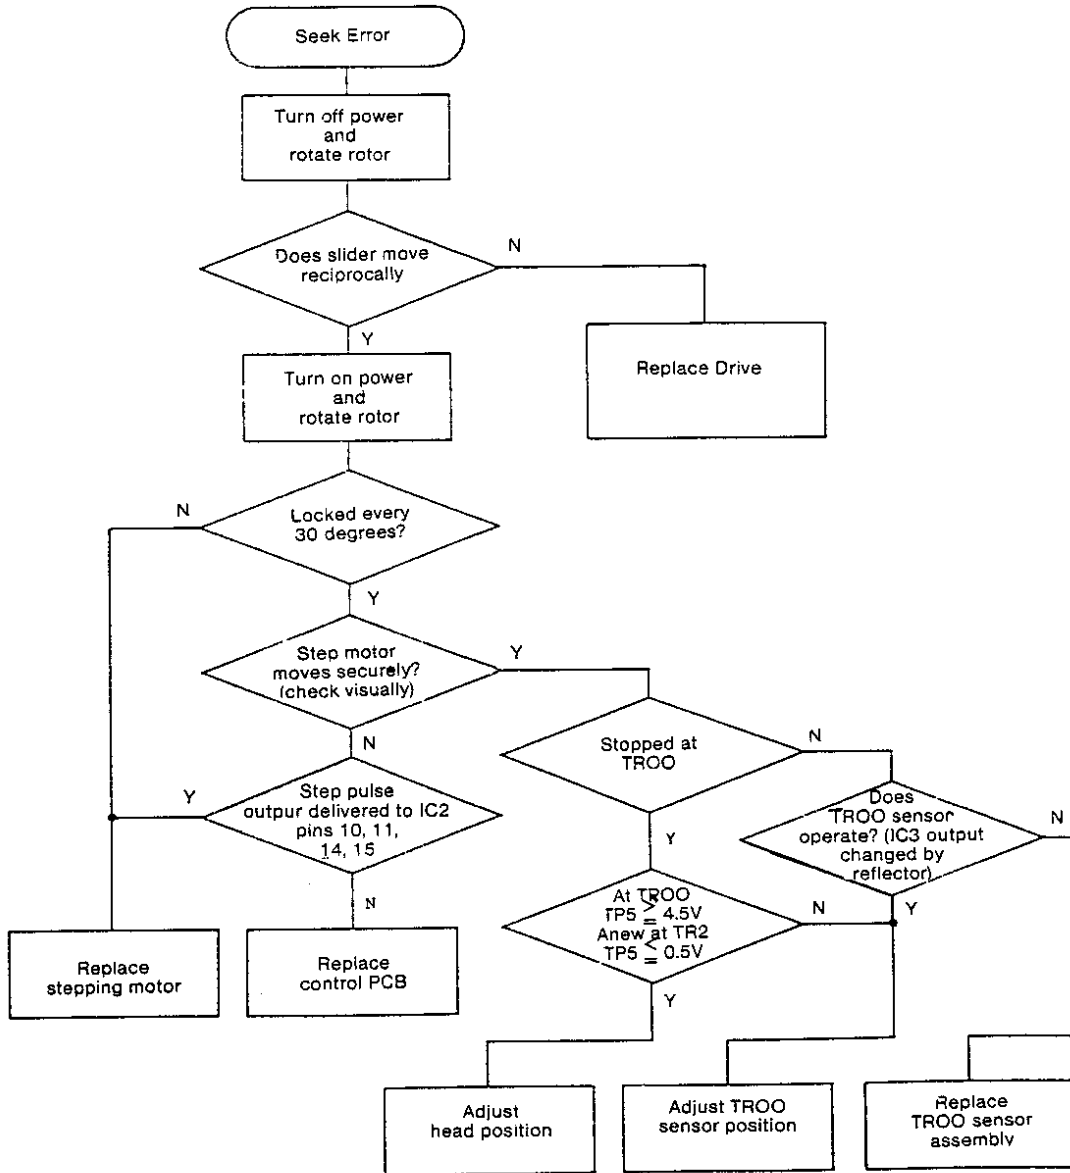 Seek Error
Turn off power
and
rotate rotor
Does slider move
reciprocally
N
Y
Replace Drive
Turn on power
and
rotate rotor
N
Locked every
30 degrees?
Y
Step motor
moves securely?
(check visually)
Y
N
Stopped at
TROO
N
Y
Y
Step pulse
outpur delivered to IC2
pins 10, 11,
14, 15
N
Does
TROO sensor
operate? (IC3 output
changed by
reflector)
N
Y
At TROO
TP5 ≧ 4.5V
Anew at TR2
TP5 ≦ 0.5V
N
Y
Replace
stepping motor
Replace
control PCB
Adjust
head position
Adjust TROO
sensor position
Replace
TROO sensor
assembly